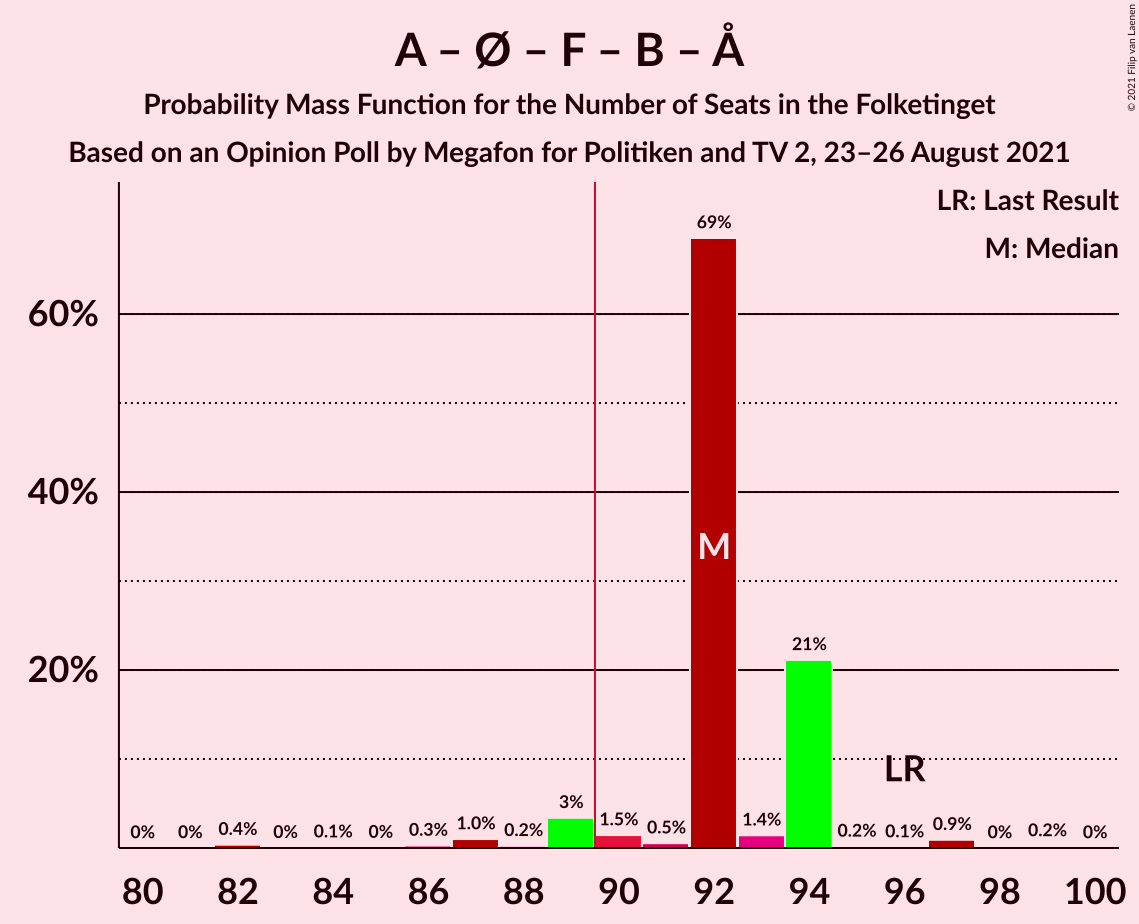 A – Ø – F – B – Å
Probability Mass Function for the Number of Seats in the Folketinget
Based on an Opinion Poll by Megafon for Politiken and TV 2, 23–26 August 2021
© 2021 Filip van Laenen
LR: Last Result
M: Median
69%
60%
40%
M
21%
20%
LR
0% 0% 0.4% 0% 0.1% 0% 0.3% 1.0% 0.2% 3% 1.5% 0.5% 1.4% 0.2% 0.1% 0.9% 0% 0.2% 0%
80 82 84 86 88 90 92 94 96 98 100